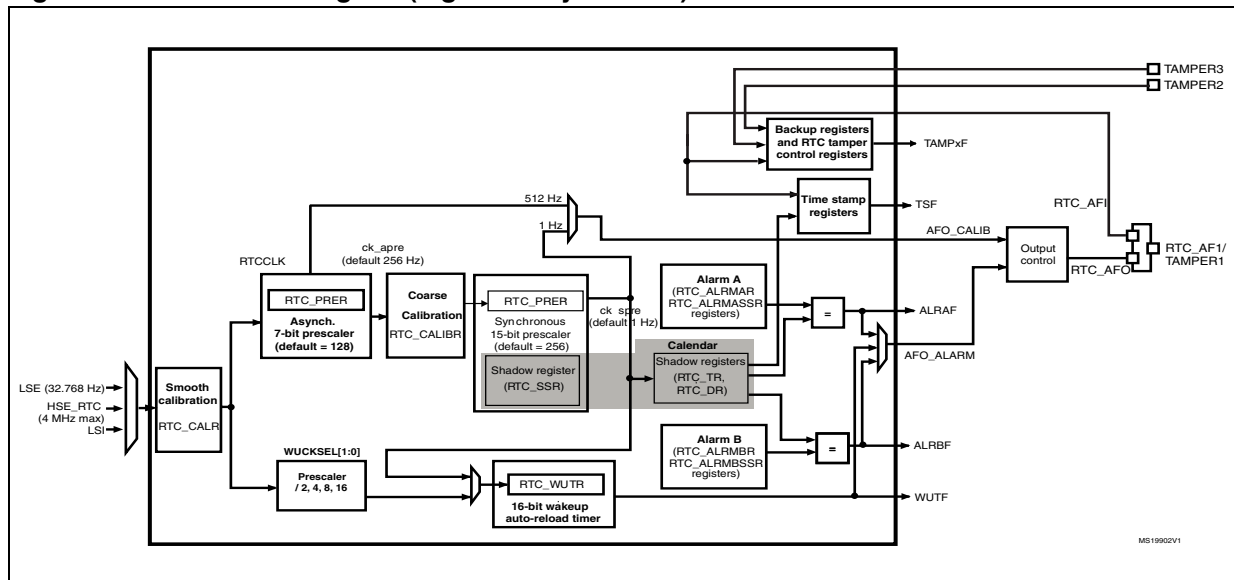 TAMPER3
TAMPER2
Backup registers
and RTC tamper
control registers
TAMPxF
512 Hz
1 Hz
Time stamp
registers
TSF
RTC_AFI
AFO_CALIB
RTCCLK
ck_apre
(default 256 Hz)
Output
control
RTC_AFO
RTC_AF1/
TAMPER1
RTC_PRER
Asynch.
7-bit prescaler
(default = 128)
Coarse
Calibration
RTC_CALIBR
RTC_PRER
Synchronous
15-bit prescaler
(default = 256)
ck_spre
(default 1 Hz)
Alarm A
(RTC_ALRMAR
RTC_ALRMASSR
registers)
=
ALRAF
Calendar
Shadow register
(RTC_SSR)
Shadow registers
(RTC_TR,
RTC_DR)
AFO_ALARM
LSE (32.768 Hz)
HSE_RTC
(4 MHz max)
LSI
Smooth
calibration
RTC_CALR
Alarm B
(RTC_ALRMBR
RTC_ALRMBSSR
registers)
=
ALRBF
WUCKSEL[1:0]
Prescaler
/ 2, 4, 8, 16
RTC_WUTR
16-bit wakeup
auto-reload timer
WUTF
MS19902V1